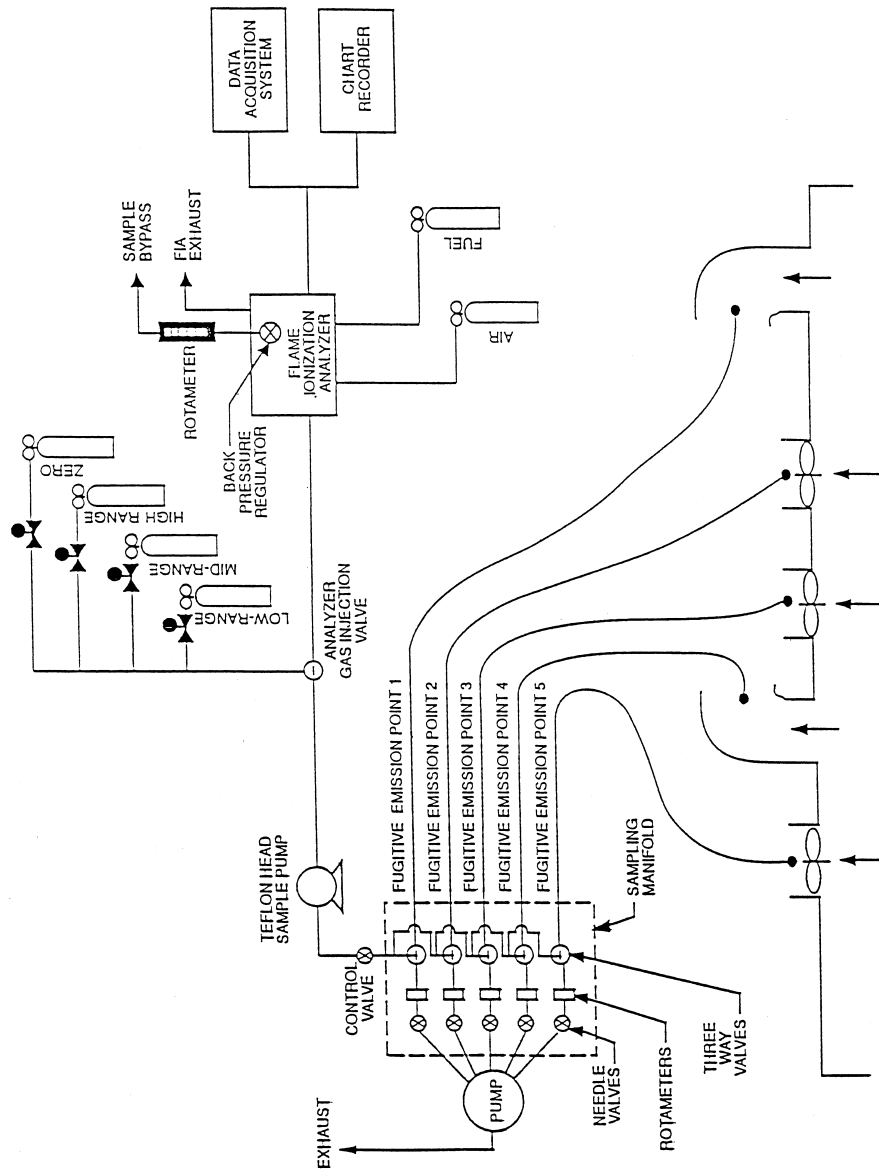 DATA
ACQUISITION
SYSTEM
CHART
RECORDER
SAMPLE
BYPASS
FIA
EXHAUST
ROTAMETER
FLAME
IONIZATION
ANALYZER
BACK
PRESSURE
REGULATOR
FUEL
AIR
ZERO
HIGH RANGE
MID-RANGE
LOW-RANGE
ANALYZER
GAS INJECTION
VALVE
TEFLON HEAD
SAMPLE PUMP
CONTROL
VALVE
FUGITIVE EMISSION POINT 1
FUGITIVE EMISSION POINT 2
FUGITIVE EMISSION POINT 3
FUGITIVE EMISSION POINT 4
FUGITIVE EMISSION POINT 5
SAMPLING
MANIFOLD
THREE
WAY
VALVES
ROTAMETERS
NEEDLE
VALVES
PUMP
EXHAUST